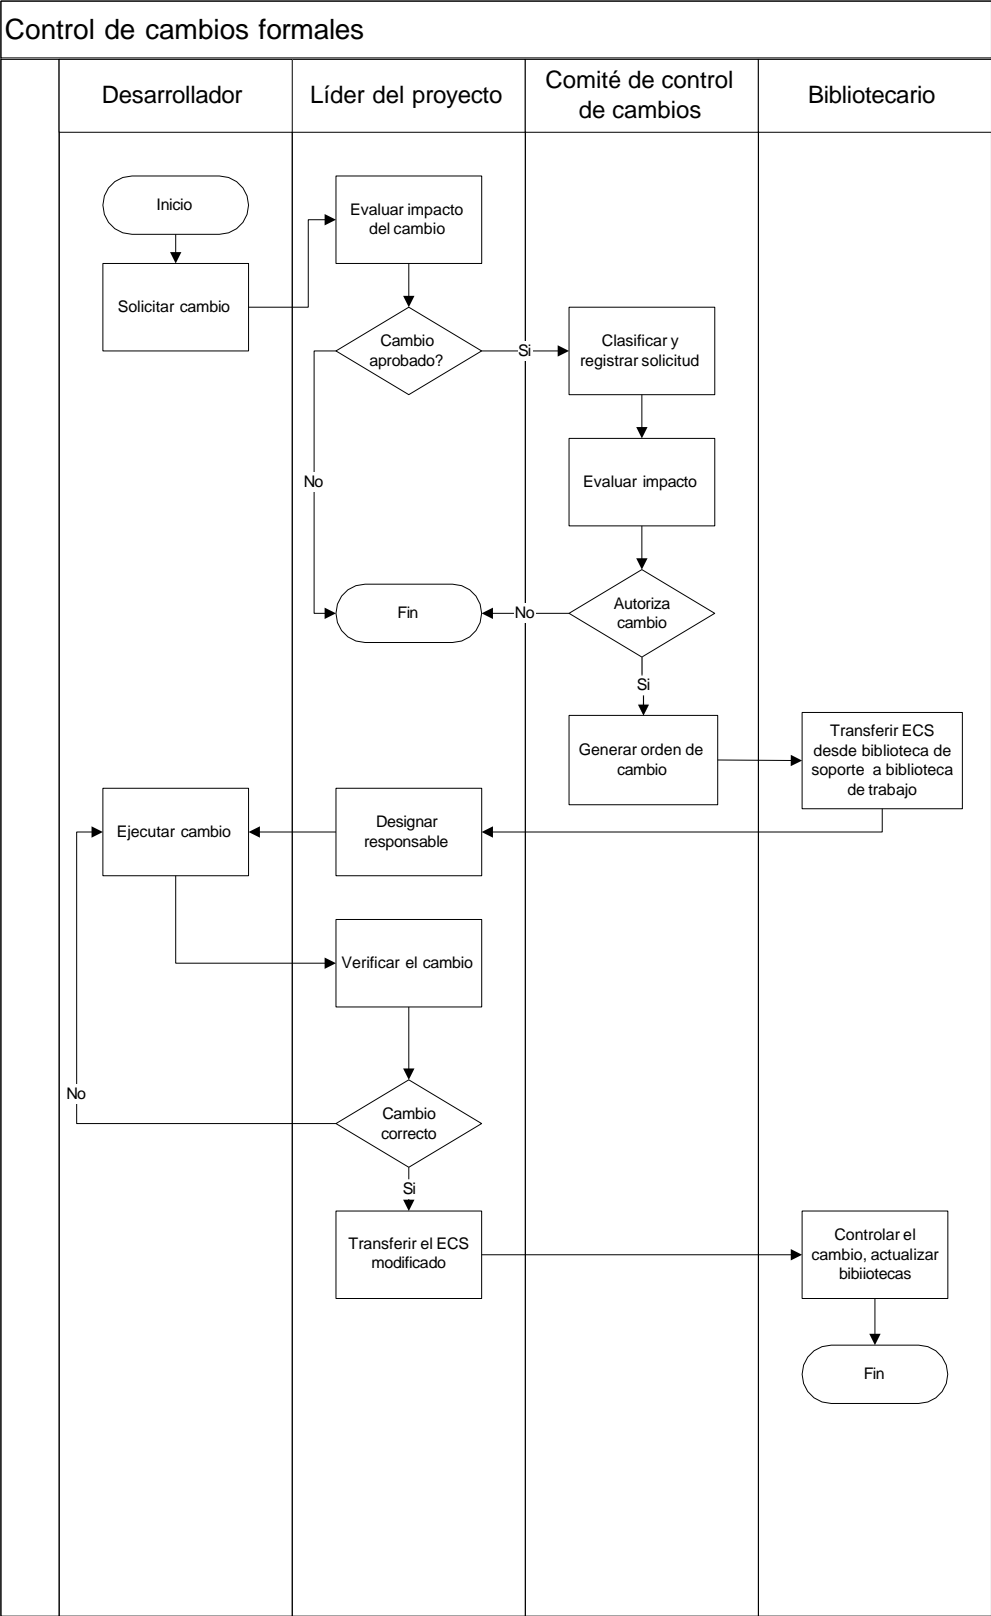 Control de cambios formales
Desarrollador
Líder del proyecto
Comité de control
de cambios
Bibliotecario
Inicio
Evaluar impacto
del cambio
Solicitar cambio
Cambio
aprobado?
Si
Clasificar y
registrar solicitud
No
Evaluar impacto
Fin
No
Autoriza
cambio
Si
Generar orden de
cambio
Transferir ECS
desde biblioteca de
soporte a biblioteca
de trabajo
Ejecutar cambio
Designar
responsable
Verificar el cambio
No
Cambio
correcto
Si
Transferir el ECS
modificado
Controlar el
cambio, actualizar
bibiiotecas
Fin